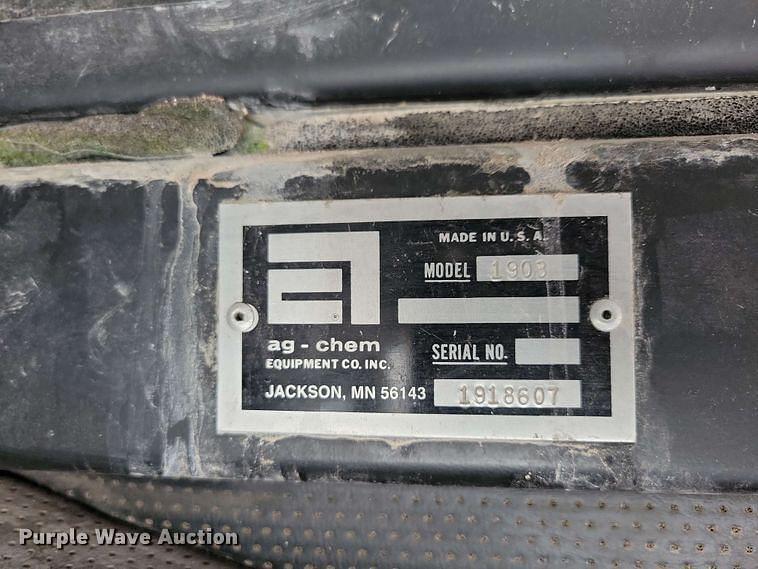 MADE IN U.S.A.
MODEL 1903
ag-chem
EQUIPMENT CO. INC.
SERIAL NO.
JACKSON, MN 56143
1918607
Purple Wave Auction®